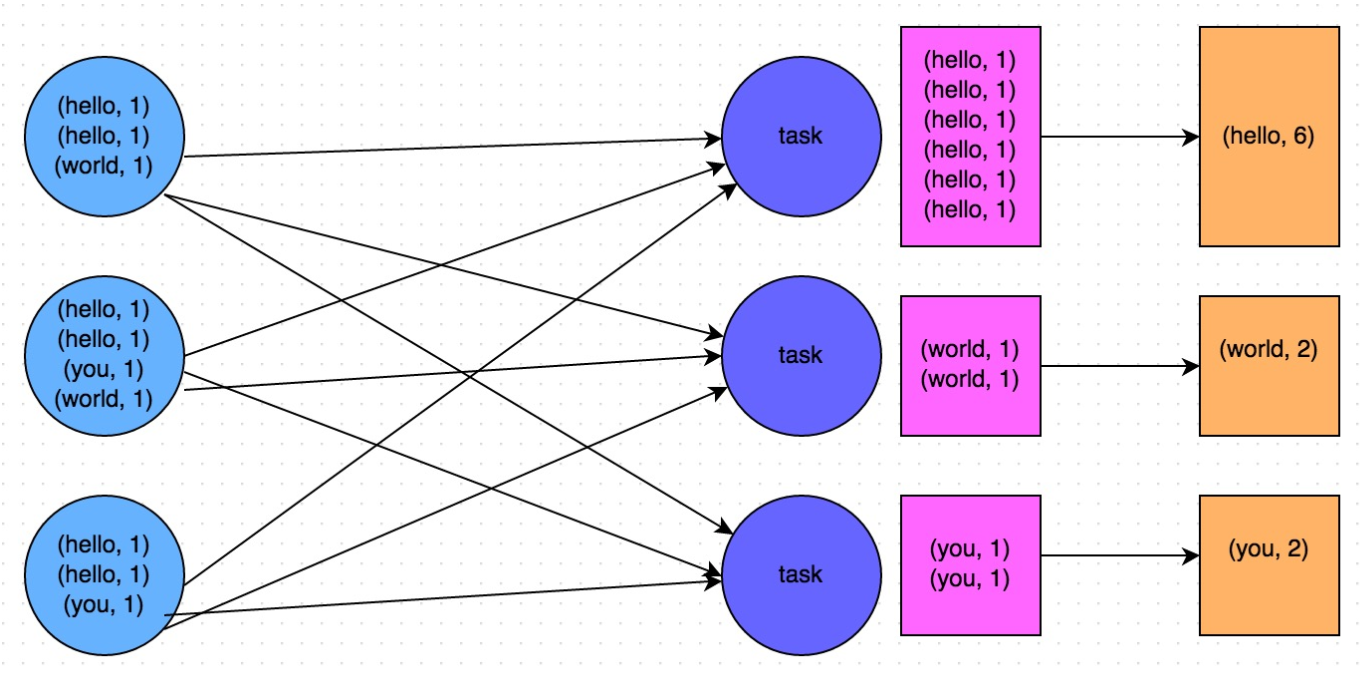 (hello, 1)
(hello, 1)
(world, 1)
task
(hello, 1)
(hello, 1)
(hello, 1)
(hello, 1)
(hello, 1)
(hello, 1)
(hello, 6)
(hello, 1)
(hello, 1)
(you, 1)
(world, 1)
task
(world, 1)
(world, 1)
(world, 2)
(hello, 1)
(hello, 1)
(you, 1)
task
(you, 1)
(you, 1)
(you, 2)